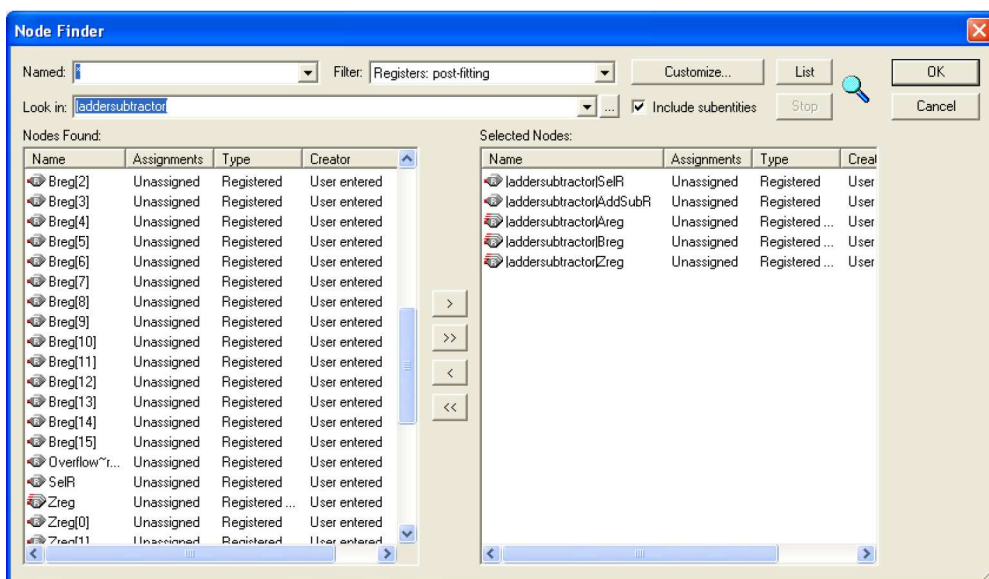 Node Finder
Named: * Filter: Registers: post-fitting Customize... List OK
Look in: |addersubtractor ... Include subentities Stop Cancel
Nodes Found: Selected Nodes:
Name Assignments Type Creator Name Assignments Type Creat
Breg[2] Unassigned Registered User entered |addersubtractor|SelR Unassigned Registered User
Breg[3] Unassigned Registered User entered |addersubtractor|AddSubR Unassigned Registered User
Breg[4] Unassigned Registered User entered |addersubtractor|Areg Unassigned Registered ... User
Breg[5] Unassigned Registered User entered |addersubtractor|Breg Unassigned Registered ... User
Breg[6] Unassigned Registered User entered |addersubtractor|Zreg Unassigned Registered ... User
Breg[7] Unassigned Registered User entered
Breg[8] Unassigned Registered User entered >
Breg[9] Unassigned Registered User entered
Breg[10] Unassigned Registered User entered >>
Breg[11] Unassigned Registered User entered
Breg[12] Unassigned Registered User entered <
Breg[13] Unassigned Registered User entered
Breg[14] Unassigned Registered User entered <<
Breg[15] Unassigned Registered User entered
Overflow~r... Unassigned Registered User entered
SelR Unassigned Registered User entered
Zreg Unassigned Registered ... User entered
Zreg[0] Unassigned Registered User entered
Zreg[1] Unassigned Registered User entered